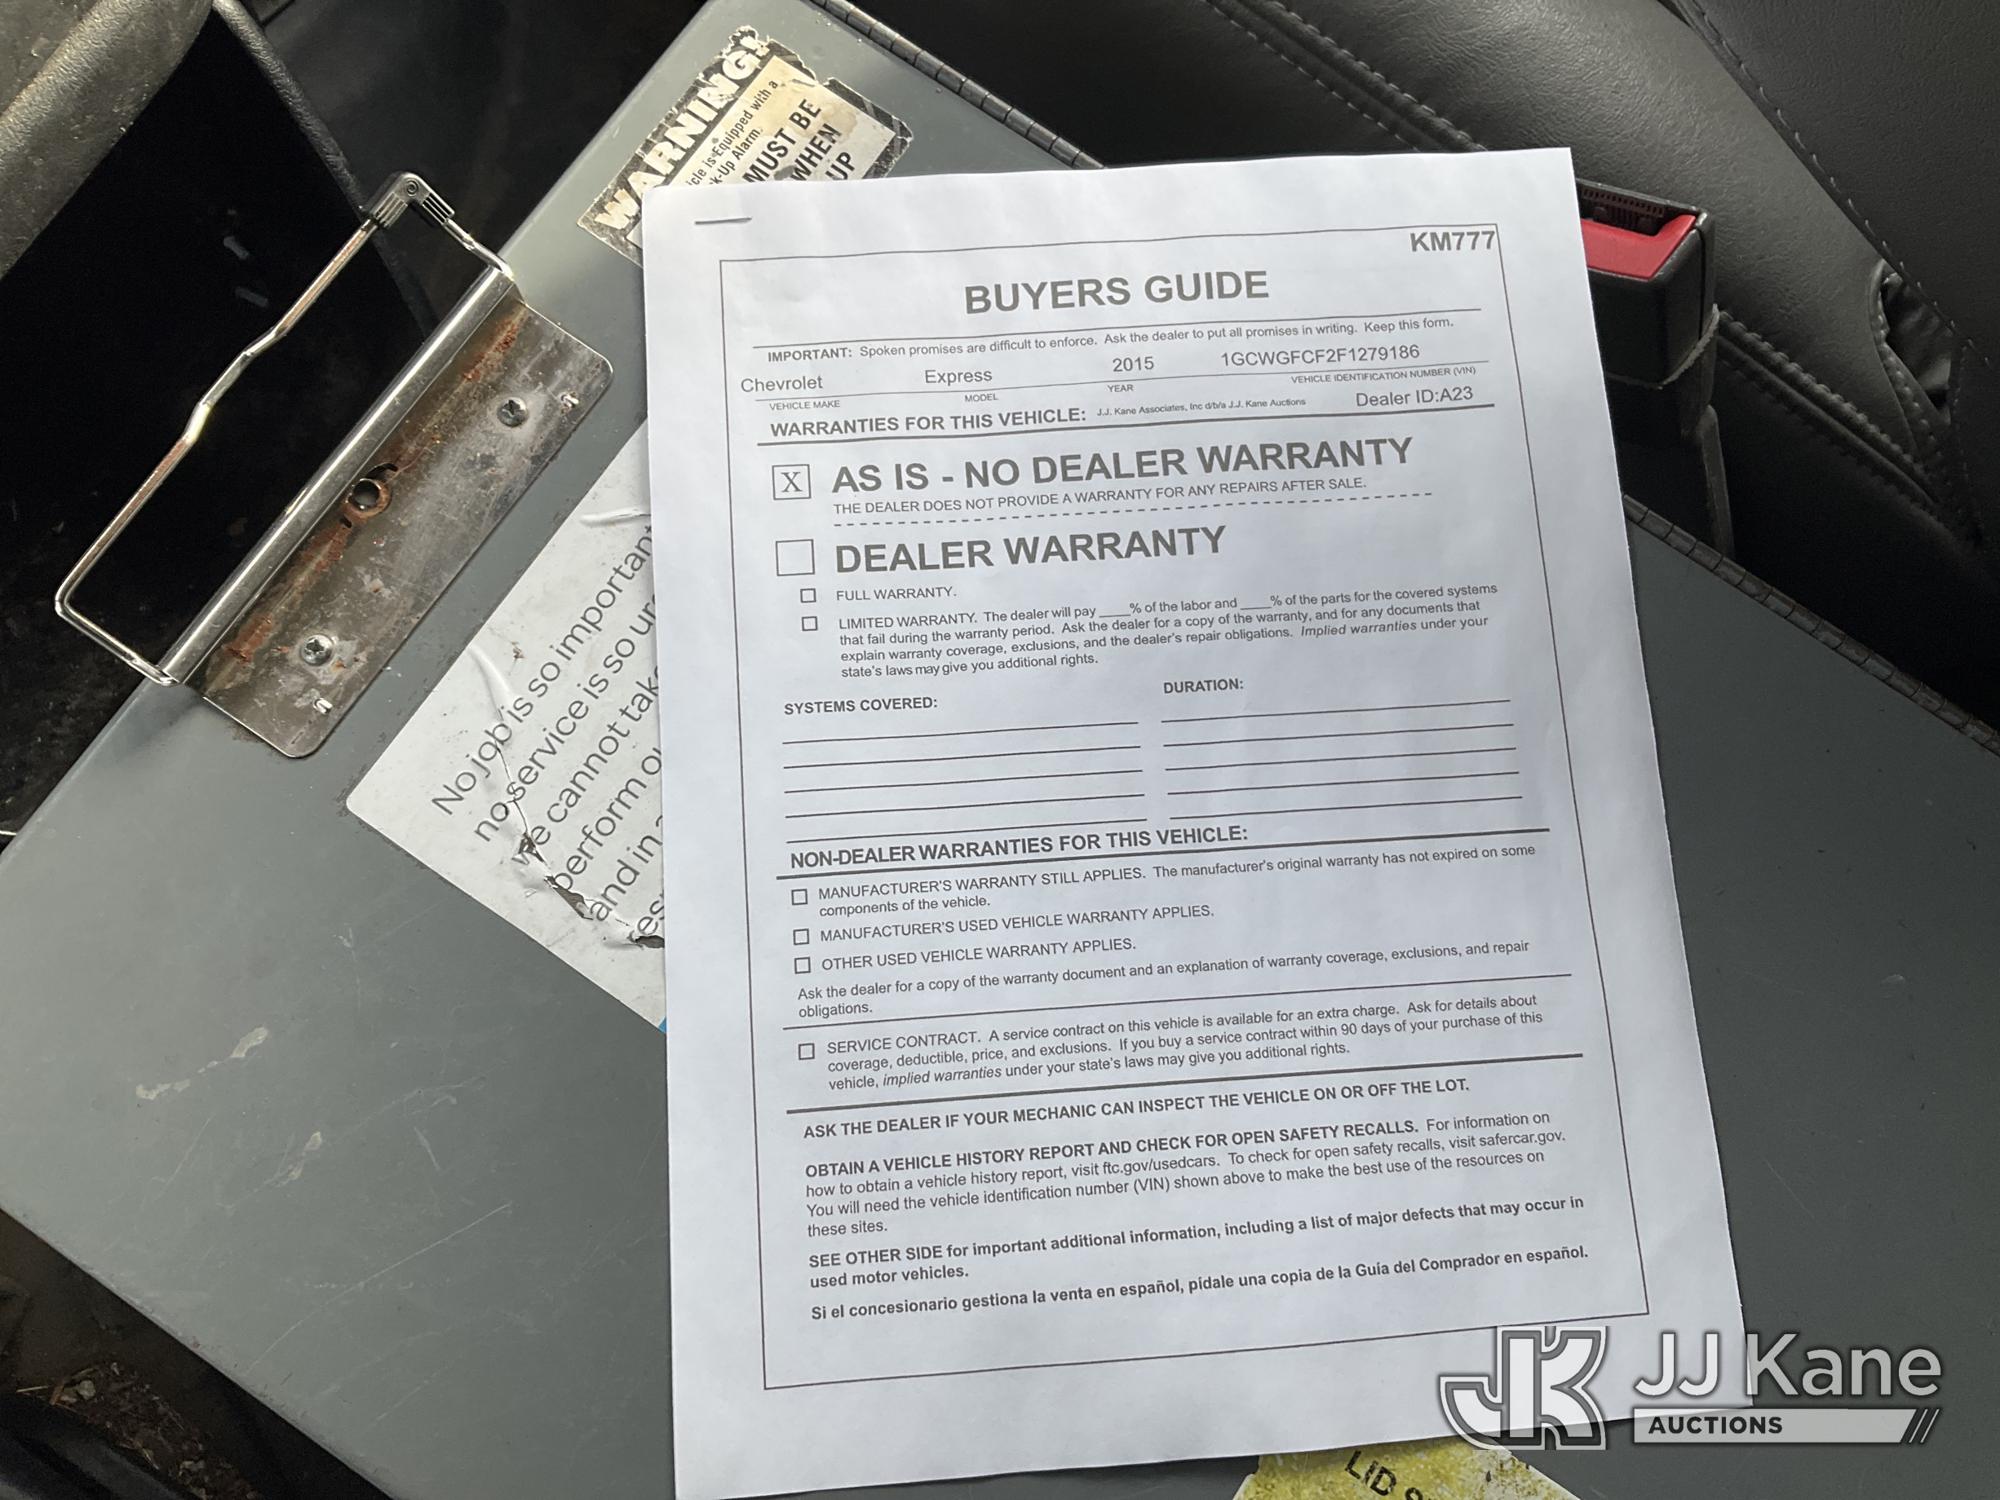 WARNING!
icle is Equipped with a
k-Up Alarm.
MUST BE
WHEN
UP
No job is so important
no service is so ur
we cannot take
perform o
and in
res
KM777
BUYERS GUIDE
IMPORTANT: Spoken promises are difficult to enforce. Ask the dealer to put all promises in writing. Keep this form.
Chevrolet Express 2015 1GCWGFCF2F1279186
VEHICLE MAKE MODEL YEAR VEHICLE IDENTIFICATION NUMBER (VIN)
WARRANTIES FOR THIS VEHICLE: J.J. Kane Associates, Inc d/b/a J.J. Kane Auctions Dealer ID:A23
X AS IS - NO DEALER WARRANTY
THE DEALER DOES NOT PROVIDE A WARRANTY FOR ANY REPAIRS AFTER SALE.
DEALER WARRANTY
FULL WARRANTY.
LIMITED WARRANTY. The dealer will pay ____% of the labor and ____% of the parts for the covered systems
that fail during the warranty period. Ask the dealer for a copy of the warranty, and for any documents that
explain warranty coverage, exclusions, and the dealer's repair obligations. Implied warranties under your
state's laws may give you additional rights.
SYSTEMS COVERED: DURATION:
NON-DEALER WARRANTIES FOR THIS VEHICLE:
MANUFACTURER'S WARRANTY STILL APPLIES. The manufacturer's original warranty has not expired on some
components of the vehicle.
MANUFACTURER'S USED VEHICLE WARRANTY APPLIES.
OTHER USED VEHICLE WARRANTY APPLIES.
Ask the dealer for a copy of the warranty document and an explanation of warranty coverage, exclusions, and repair
obligations.
SERVICE CONTRACT. A service contract on this vehicle is available for an extra charge. Ask for details about
coverage, deductible, price, and exclusions. If you buy a service contract within 90 days of your purchase of this
vehicle, implied warranties under your state's laws may give you additional rights.
ASK THE DEALER IF YOUR MECHANIC CAN INSPECT THE VEHICLE ON OR OFF THE LOT.
OBTAIN A VEHICLE HISTORY REPORT AND CHECK FOR OPEN SAFETY RECALLS. For information on
how to obtain a vehicle history report, visit ftc.gov/usedcars. To check for open safety recalls, visit safercar.gov.
You will need the vehicle identification number (VIN) shown above to make the best use of the resources on
these sites.
SEE OTHER SIDE for important additional information, including a list of major defects that may occur in
used motor vehicles.
Si el concesionario gestiona la venta en español, pídale una copia de la Guía del Comprador en español.
JK JJ Kane
AUCTIONS
LID